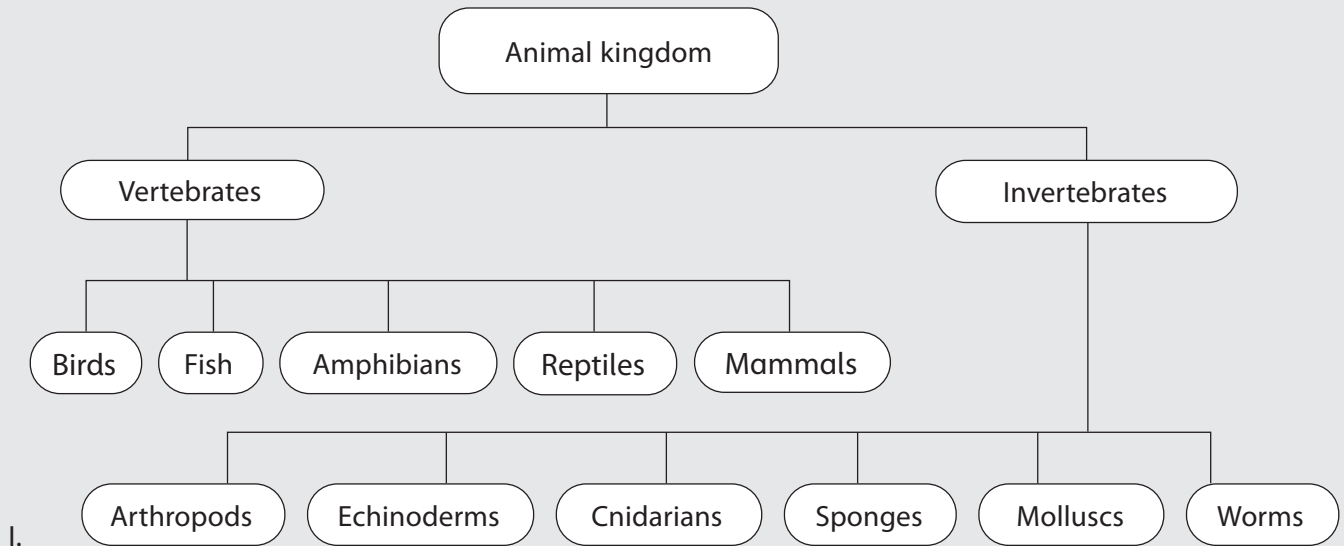 Animal kingdom
Vertebrates Invertebrates
Birds Fish Amphibians Reptiles Mammals
Arthropods Echinoderms Cnidarians Sponges Molluscs Worms
I.